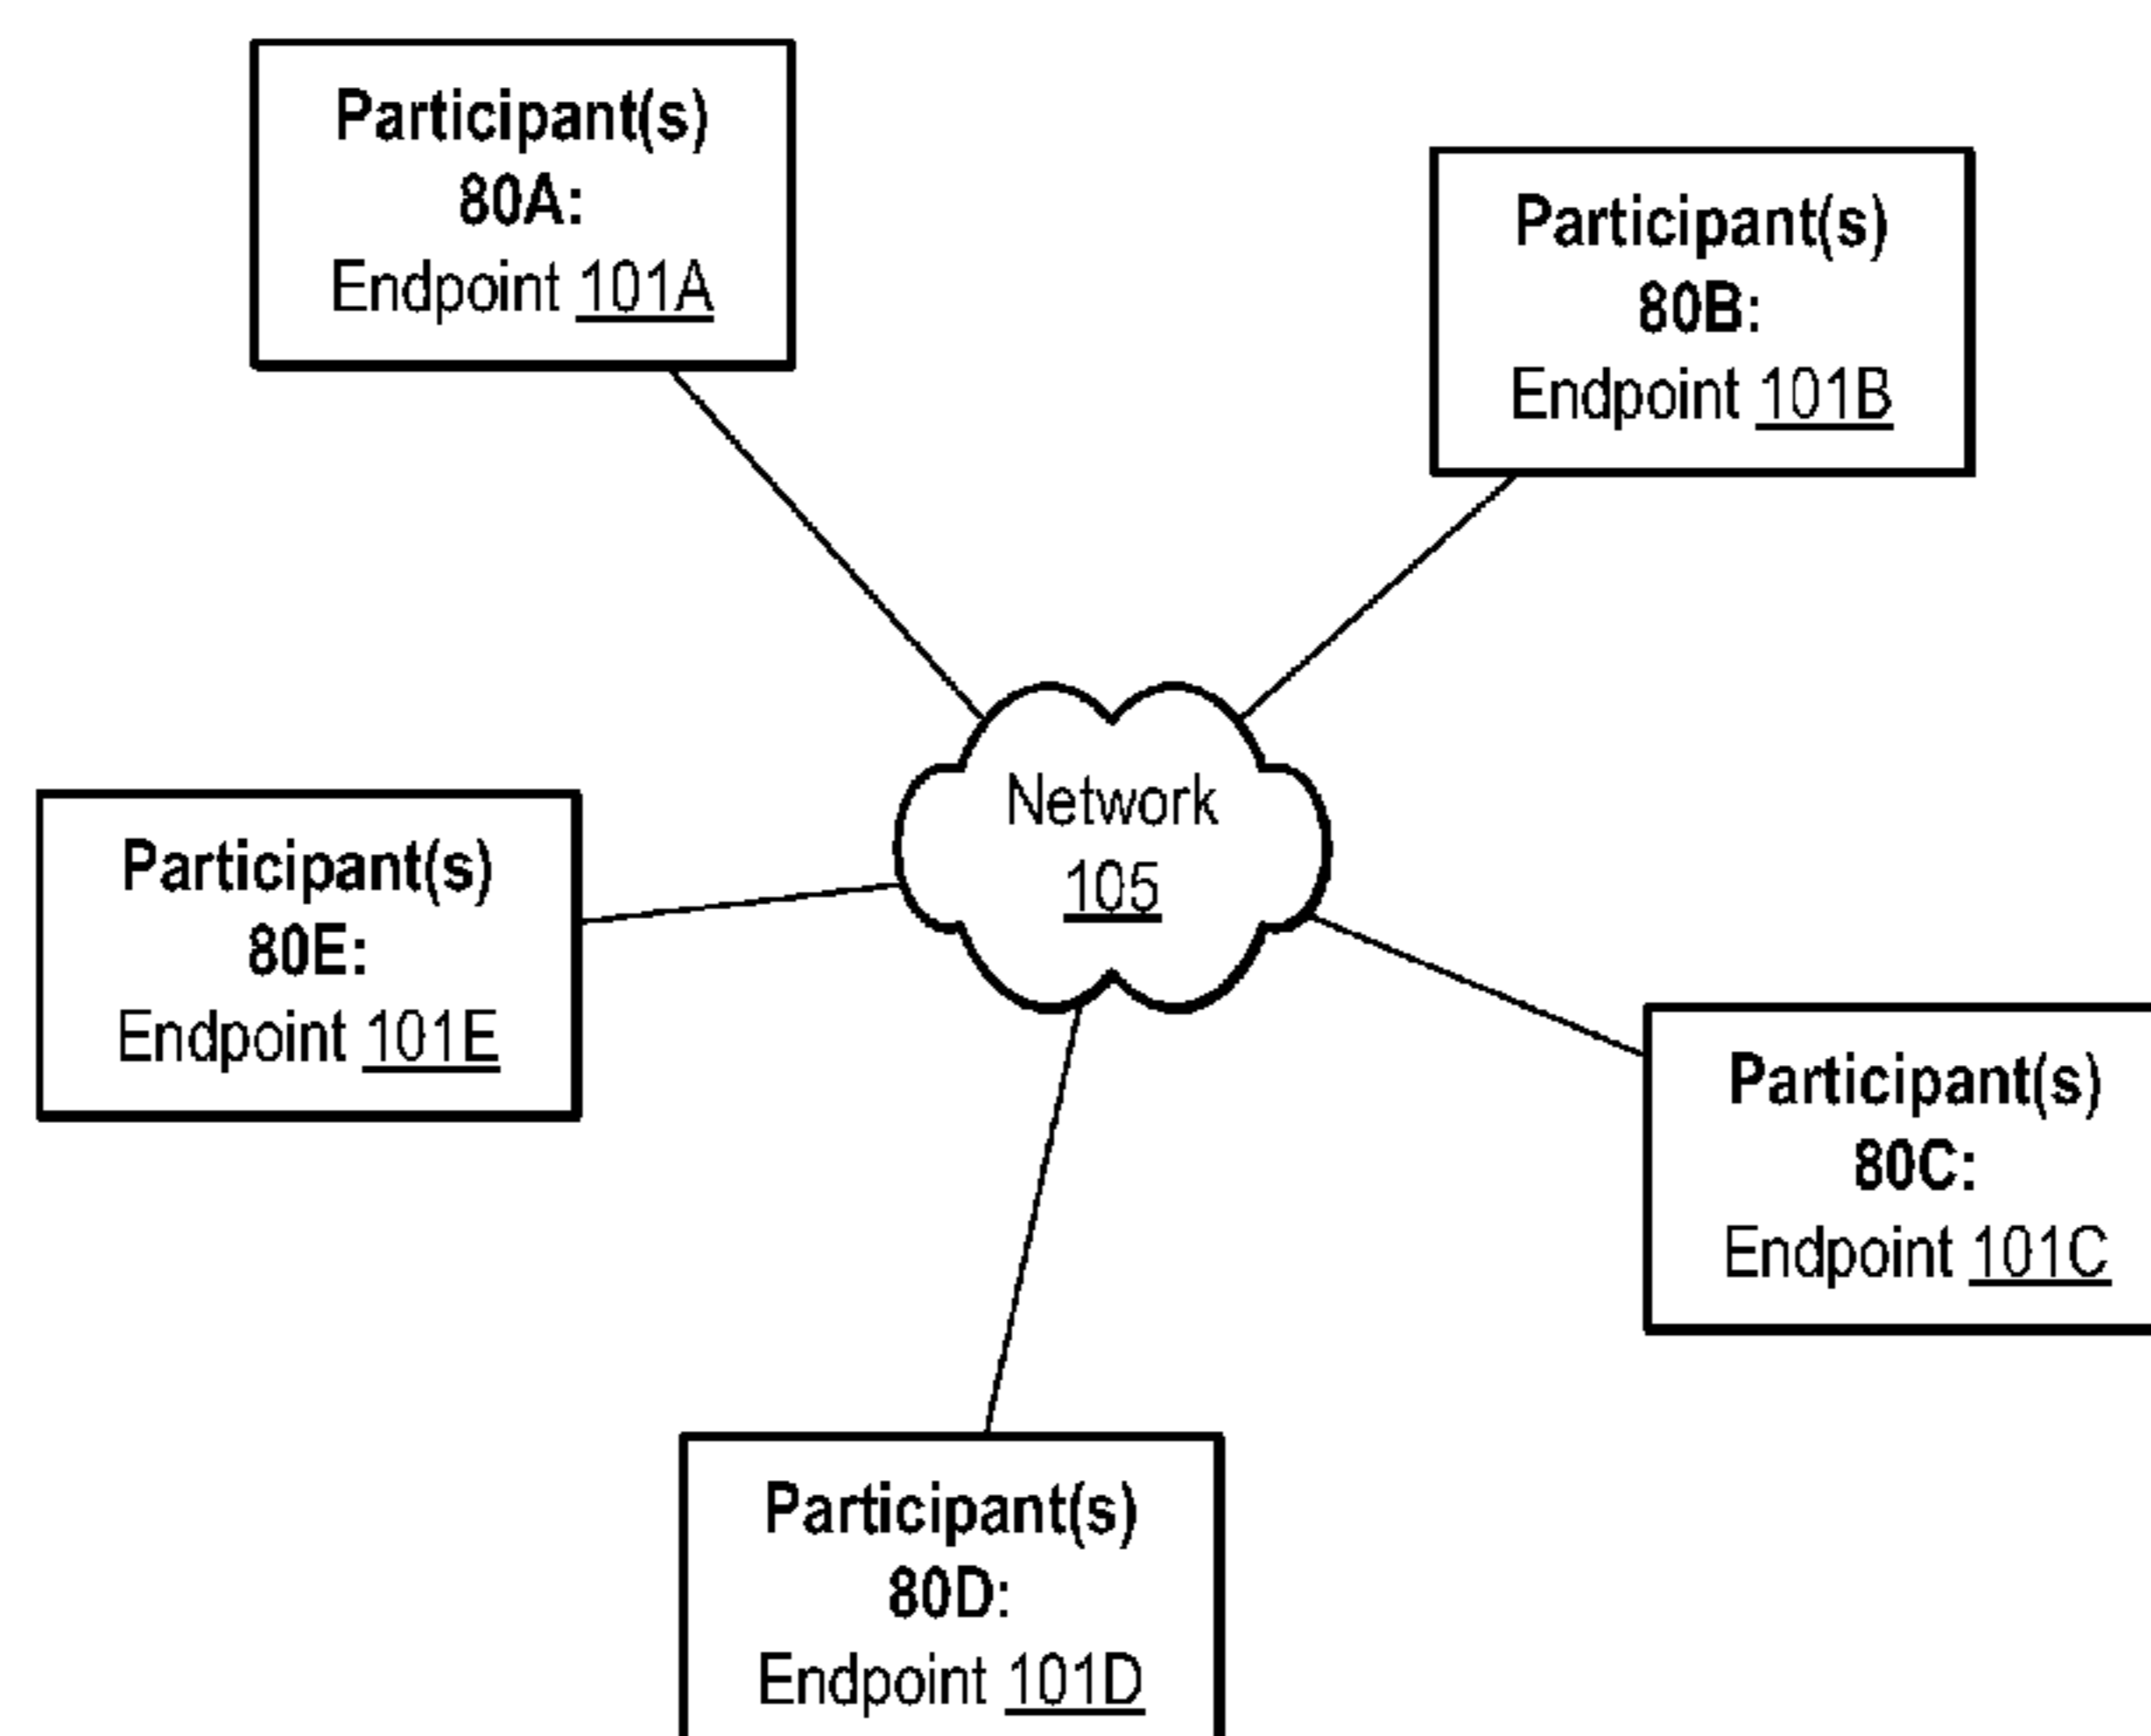 Participant(s)
80A:
Endpoint 101A
Participant(s)
80B:
Endpoint 101B
Network
105
Participant(s)
80E:
Endpoint 101E
Participant(s)
80C:
Endpoint 101C
Participant(s)
80D:
Endpoint 101D